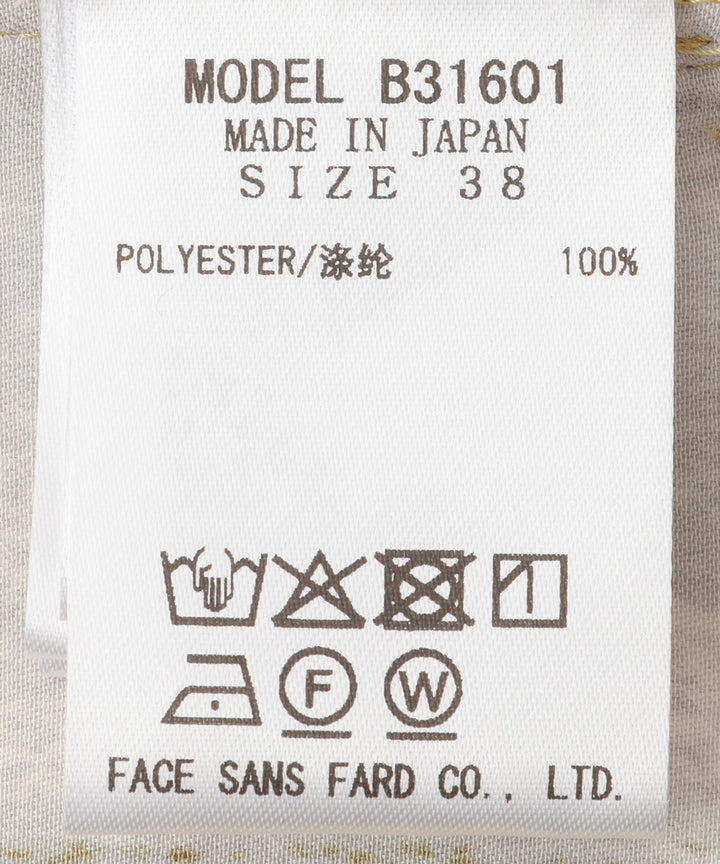 MODEL B31601
MADE IN JAPAN
SIZE 38
POLYESTER/涤纶 100%
F W
FACE SANS FARD CO., LTD.